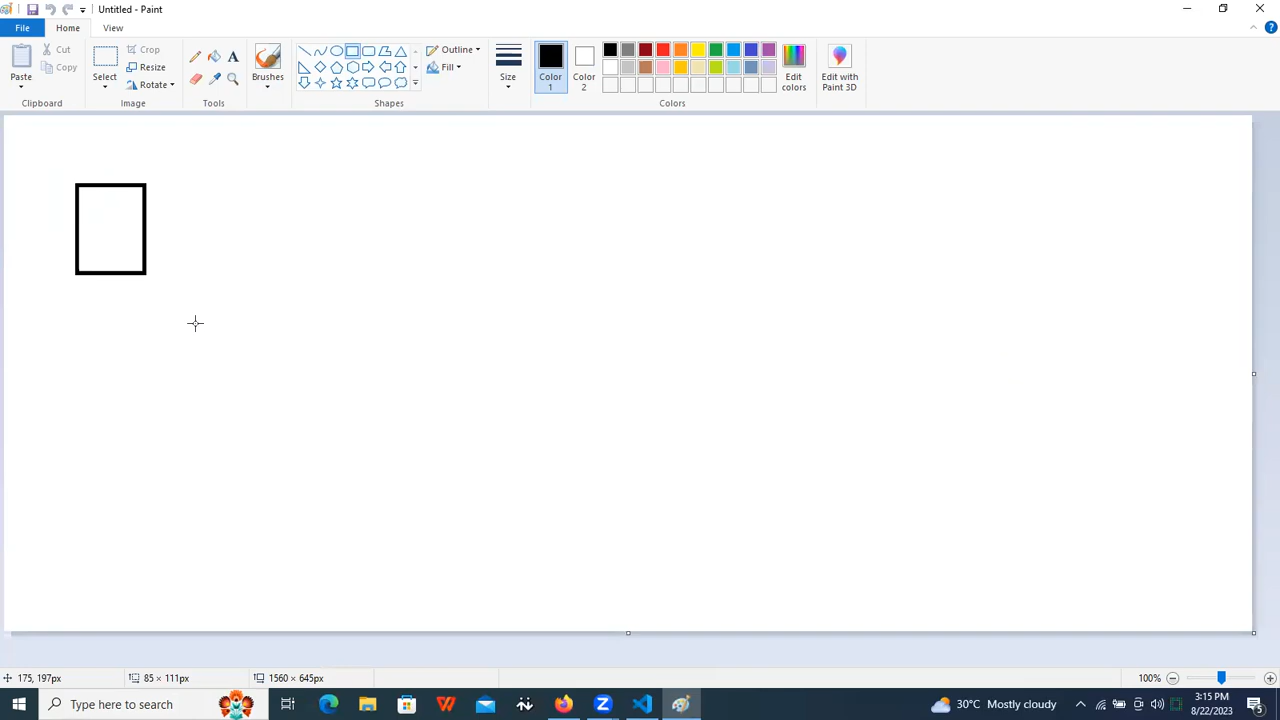 Untitled - Paint
File Home View
Paste
Cut
Copy
Clipboard
Select
Crop
Resize
Rotate
Image
A
Tools
Brushes
Outline
Fill
Shapes
Size
Color 1
Color 2
Edit colors
Colors
Edit with Paint 3D
175, 197px 85 × 111px 1560 × 645px 100%
Type here to search
30°C Mostly cloudy
3:15 PM
8/22/2023
5